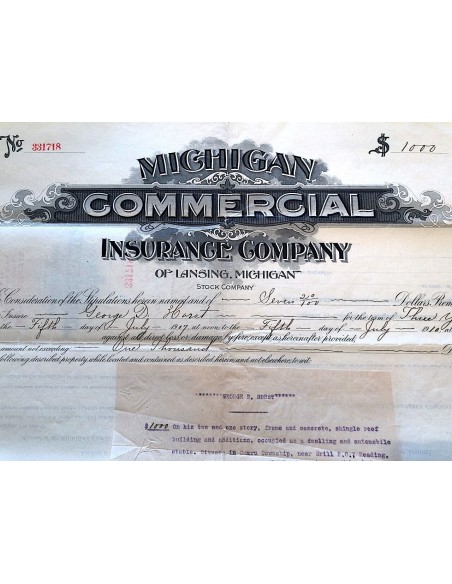 No 331718 $ 1000
MICHIGAN
COMMERCIAL
INSURANCE COMPANY
OF LANSING, MICHIGAN
STOCK COMPANY
Consideration of the Stipulations herein named and of Seven Dollars
Insure George D Horst for the term of Three
the Fifth day of July 1907 at noon to the Fifth day of July
against all direct loss or damage by fire, except as hereinafter provided,
amount not exceeding One Thousand
following described property while located and contained as described herein, and not elsewhere, to wit:
GEORGE D. HORST
$1000 On his two and one story, frame and concrete, shingle roof
building and additions, occupied as a dwelling and automobile
stable. Situate in Township, near Reading,